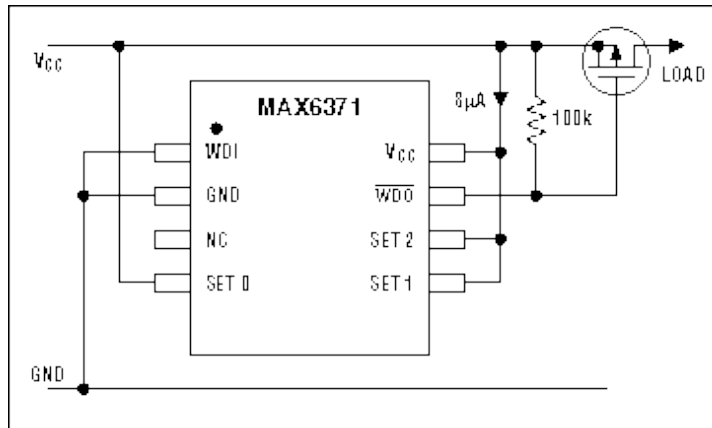 VCC
LOAD
MAX6371
8µA
100k
WDI
VCC
GND
WDO
NC
SET 2
SET 0
SET 1
GND